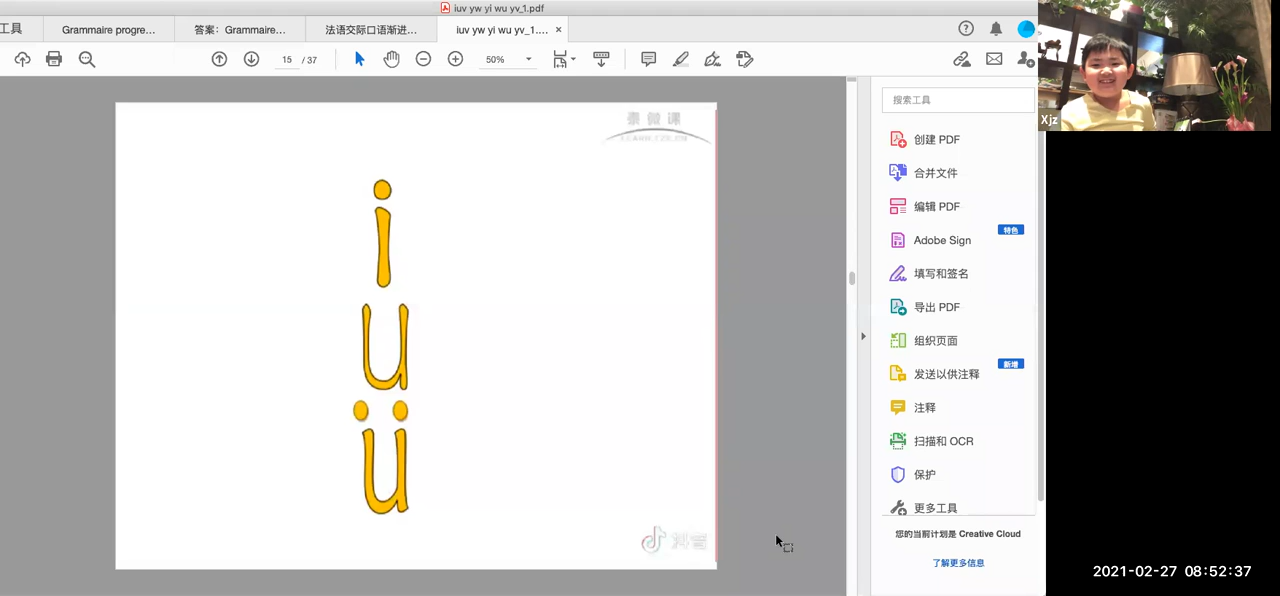 iuv yw yi wu yv_1.pdf
工具
Grammaire progre...
答案：Grammaire...
法语交际口语渐进...
iuv yw yi wu yv_1.... ×
15 / 37
50%
Xjz
搜索工具
创建 PDF
合并文件
编辑 PDF
特色
Adobe Sign
填写和签名
导出 PDF
组织页面
新增
发送以供注释
注释
扫描和 OCR
保护
更多工具
您的当前计划是 Creative Cloud
了解更多信息
微课
i
u
ü
抖音
2021-02-27 08:52:37